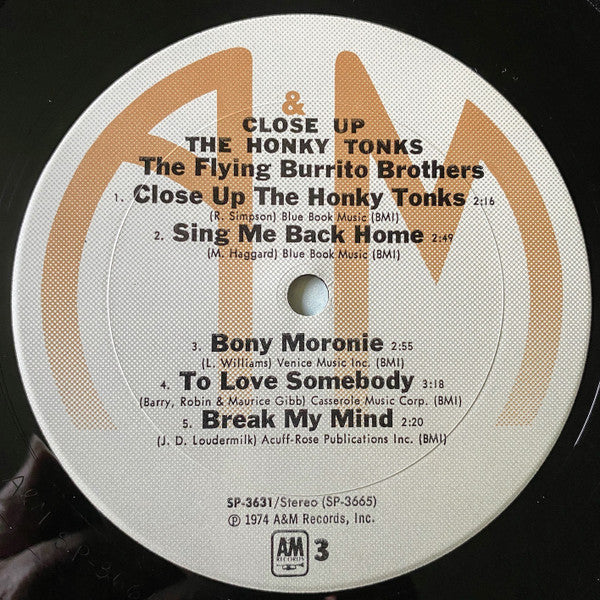 A&M
CLOSE UP
THE HONKY TONKS
The Flying Burrito Brothers
1. Close Up The Honky Tonks 2:16
(R. Simpson) Blue Book Music (BMI)
2. Sing Me Back Home 2:49
(M. Haggard) Blue Book Music (BMI)
3. Bony Moronie 2:55
(L. Williams) Venice Music Inc. (BMI)
4. To Love Somebody 3:18
(Barry, Robin & Maurice Gibb) Casserole Music Corp. (BMI)
5. Break My Mind 2:20
(J. D. Loudermilk) Acuff-Rose Publications Inc. (BMI)
SP-3631/Stereo (SP-3665)
℗ 1974 A&M Records, Inc.
A&M
RECORDS
3